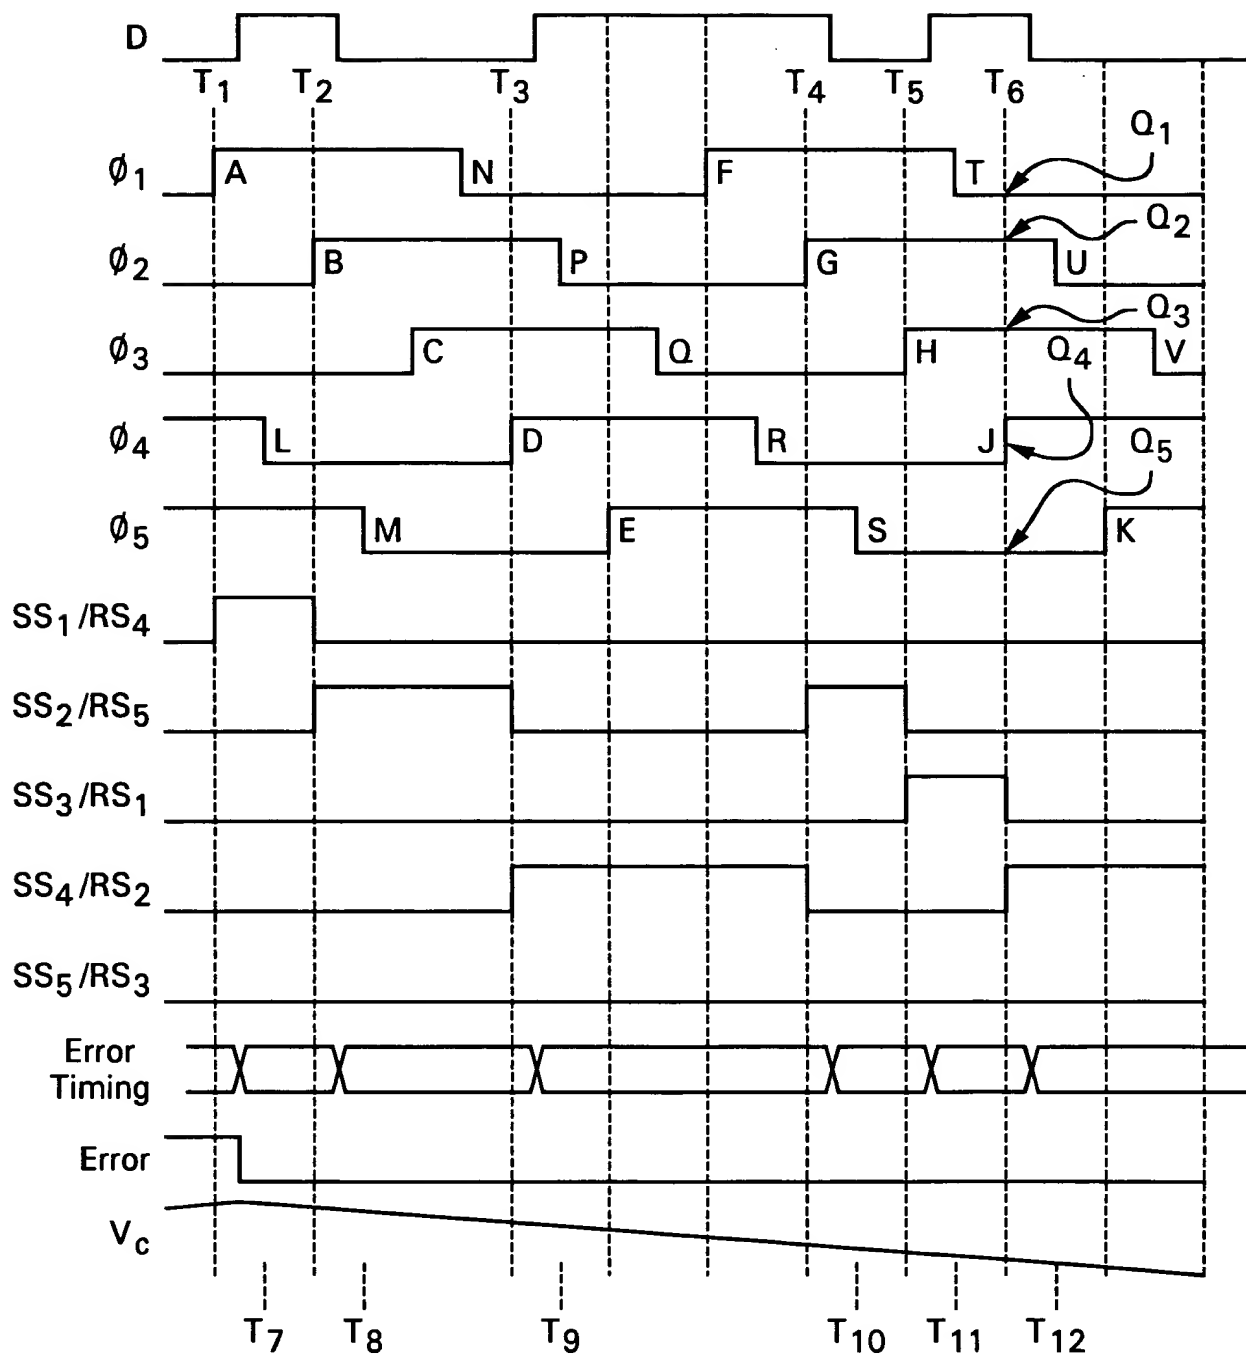 D
T1 T2 T3 T4 T5 T6
Q1
ø1 A N F T
Q2
ø2 B P G U
Q3
ø3 C Q H Q4 V
ø4 L D R J Q5
ø5 M E S K
SS1/RS4
SS2/RS5
SS3/RS1
SS4/RS2
SS5/RS3
Error
Timing
Error
Vc
T7 T8 T9 T10 T11 T12